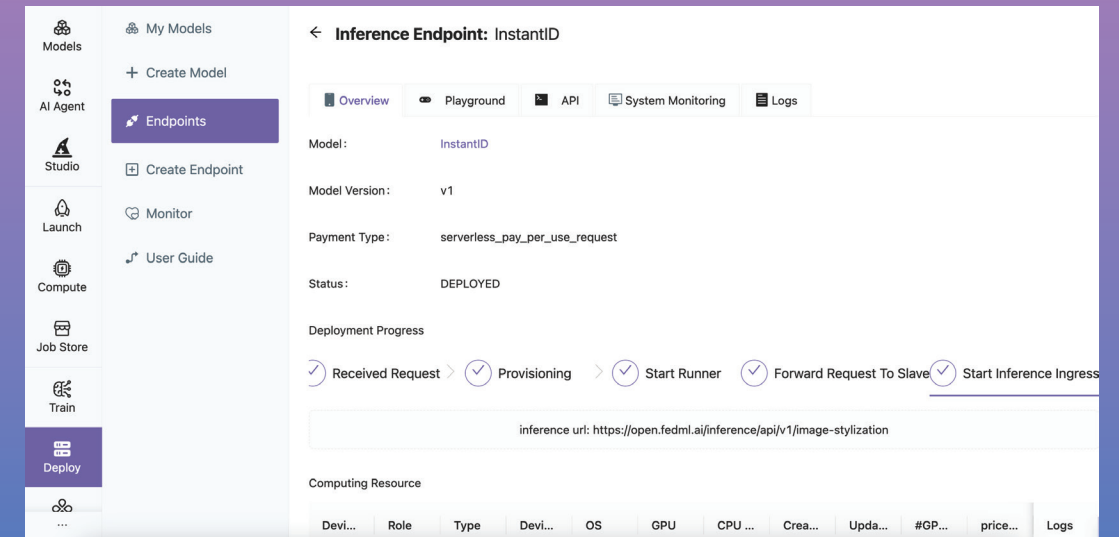 Models
AI Agent
Studio
Launch
Compute
Job Store
Train
Deploy
...
My Models
Create Model
Endpoints
Create Endpoint
Monitor
User Guide
Inference Endpoint: InstantID
Overview Playground API System Monitoring Logs
Model: InstantID
Model Version: v1
Payment Type: serverless_pay_per_use_request
Status: DEPLOYED
Deployment Progress
Received Request Provisioning Start Runner Forward Request To Slave Start Inference Ingress
inference url: https://open.fedml.ai/inference/api/v1/image-stylization
Computing Resource
Devi... Role Type Devi... OS GPU CPU ... Crea... Upda... #GP... price... Logs